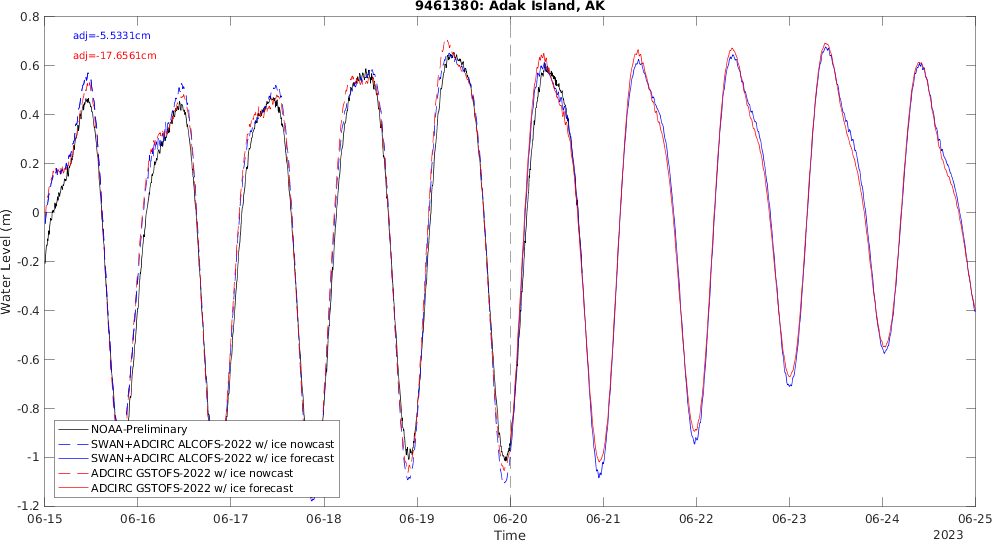 9461380: Adak Island, AK
0.8
adj=-5.5331cm
adj=-17.6561cm
0.6
0.4
0.2
0
-0.2
-0.4
-0.6
-0.8
-1
-1.2
Water Level (m)
NOAA-Preliminary
SWAN+ADCIRC ALCOFS-2022 w/ ice nowcast
SWAN+ADCIRC ALCOFS-2022 w/ ice forecast
ADCIRC GSTOFS-2022 w/ ice nowcast
ADCIRC GSTOFS-2022 w/ ice forecast
06-15 06-16 06-17 06-18 06-19 06-20 06-21 06-22 06-23 06-24 06-25
Time
2023